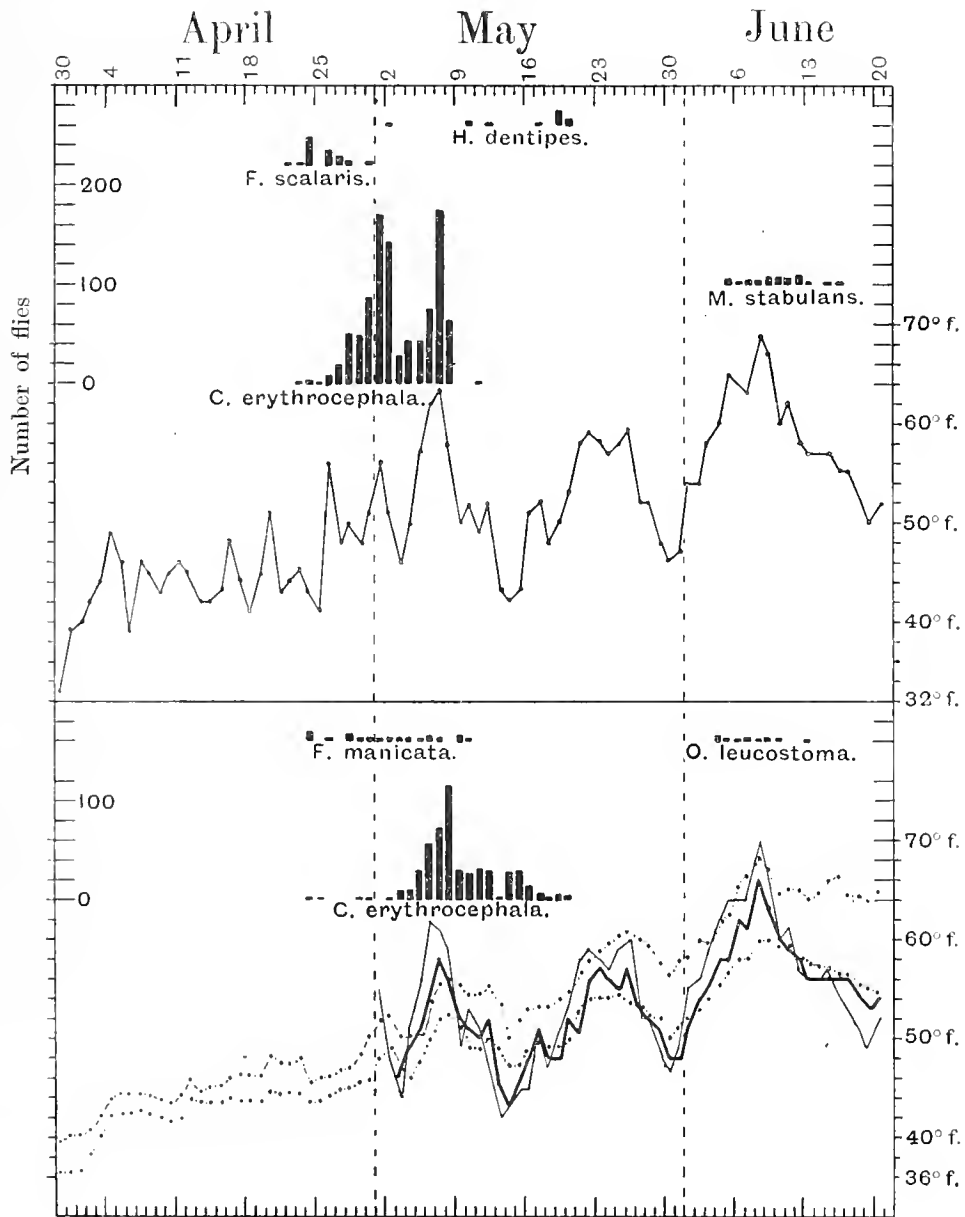 April May June
30 4 11 18 25 2 9 16 23 30 6 13 20
H. dentipes.
F. scalaris.
200
100
M. stabulans.
70° f.
Number of flies
0
C. erythrocephala.
60° f.
50° f.
40° f.
32° f.
F. manicata. O. leucostoma.
100
70° f.
0
C. erythrocephala.
60° f.
50° f.
40° f.
36° f.